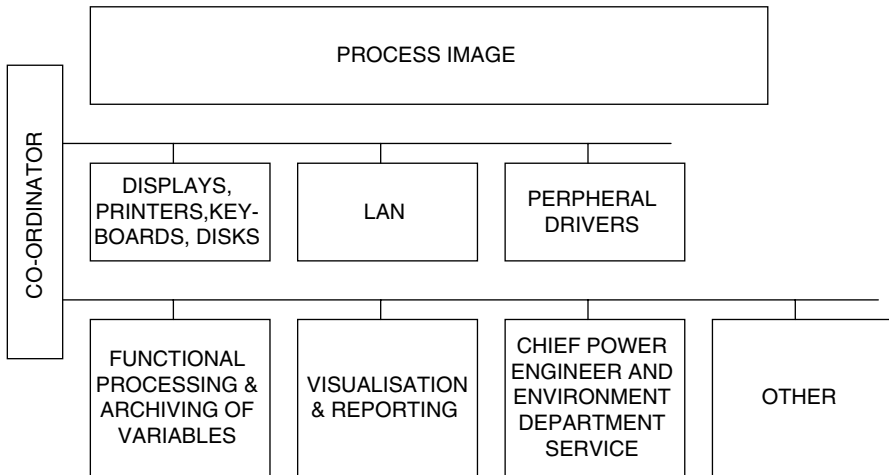 PROCESS IMAGE
CO-ORDINATOR
DISPLAYS,
PRINTERS,KEY-
BOARDS, DISKS
LAN
PERPHERAL
DRIVERS
FUNCTIONAL
PROCESSING &
ARCHIVING OF
VARIABLES
VISUALISATION
& REPORTING
CHIEF POWER
ENGINEER AND
ENVIRONMENT
DEPARTMENT
SERVICE
OTHER